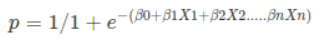 p = 1/1 + e^{-(β0+β1X1+β2X2.....βnXn)}